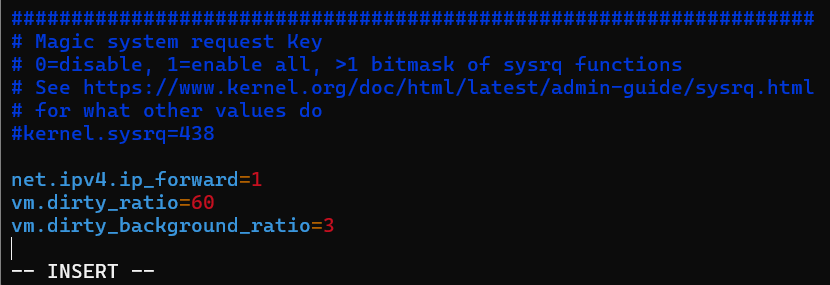 ###################################################################
# Magic system request Key
# 0=disable, 1=enable all, >1 bitmask of sysrq functions
# See https://www.kernel.org/doc/html/latest/admin-guide/sysrq.html
# for what other values do
#kernel.sysrq=438
net.ipv4.ip_forward=1
vm.dirty_ratio=60
vm.dirty_background_ratio=3
-- INSERT --